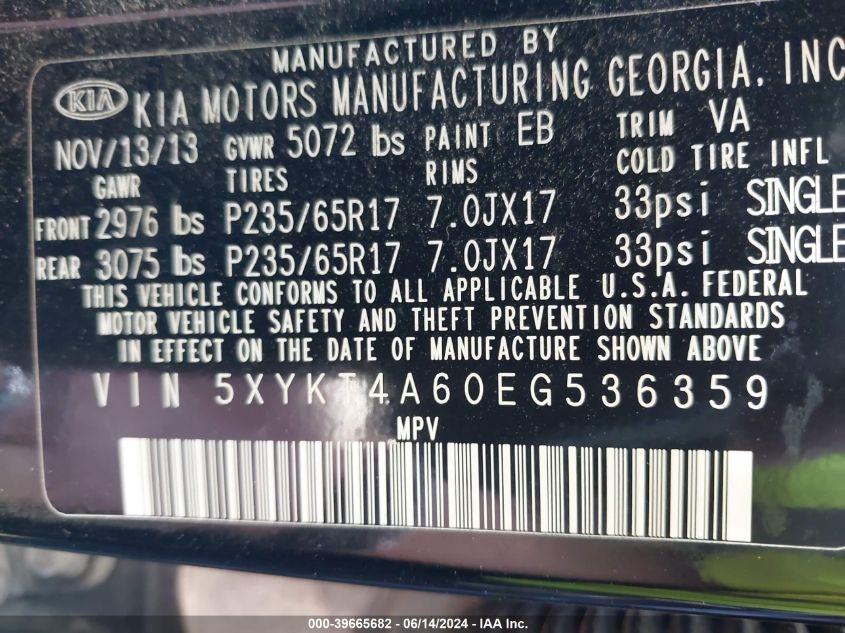 MANUFACTURED BY
KIA KIA MOTORS MANUFACTURING GEORGIA, INC
NOV/13/13 GVWR 5072 lbs PAINT EB TRIM VA
GAWR TIRES RIMS COLD TIRE INFL
FRONT 2976 lbs P235/65R17 7.0JX17 33psi SINGLE
REAR 3075 lbs P235/65R17 7.0JX17 33psi SINGLE
THIS VEHICLE CONFORMS TO ALL APPLICABLE U.S.A. FEDERAL
MOTOR VEHICLE SAFETY AND THEFT PREVENTION STANDARDS
IN EFFECT ON THE DATE OF MANUFACTURE SHOWN ABOVE
VIN 5XYKT4A60EG536359
MPV
000-39665682 / 06/14/2024 - IAA Inc.